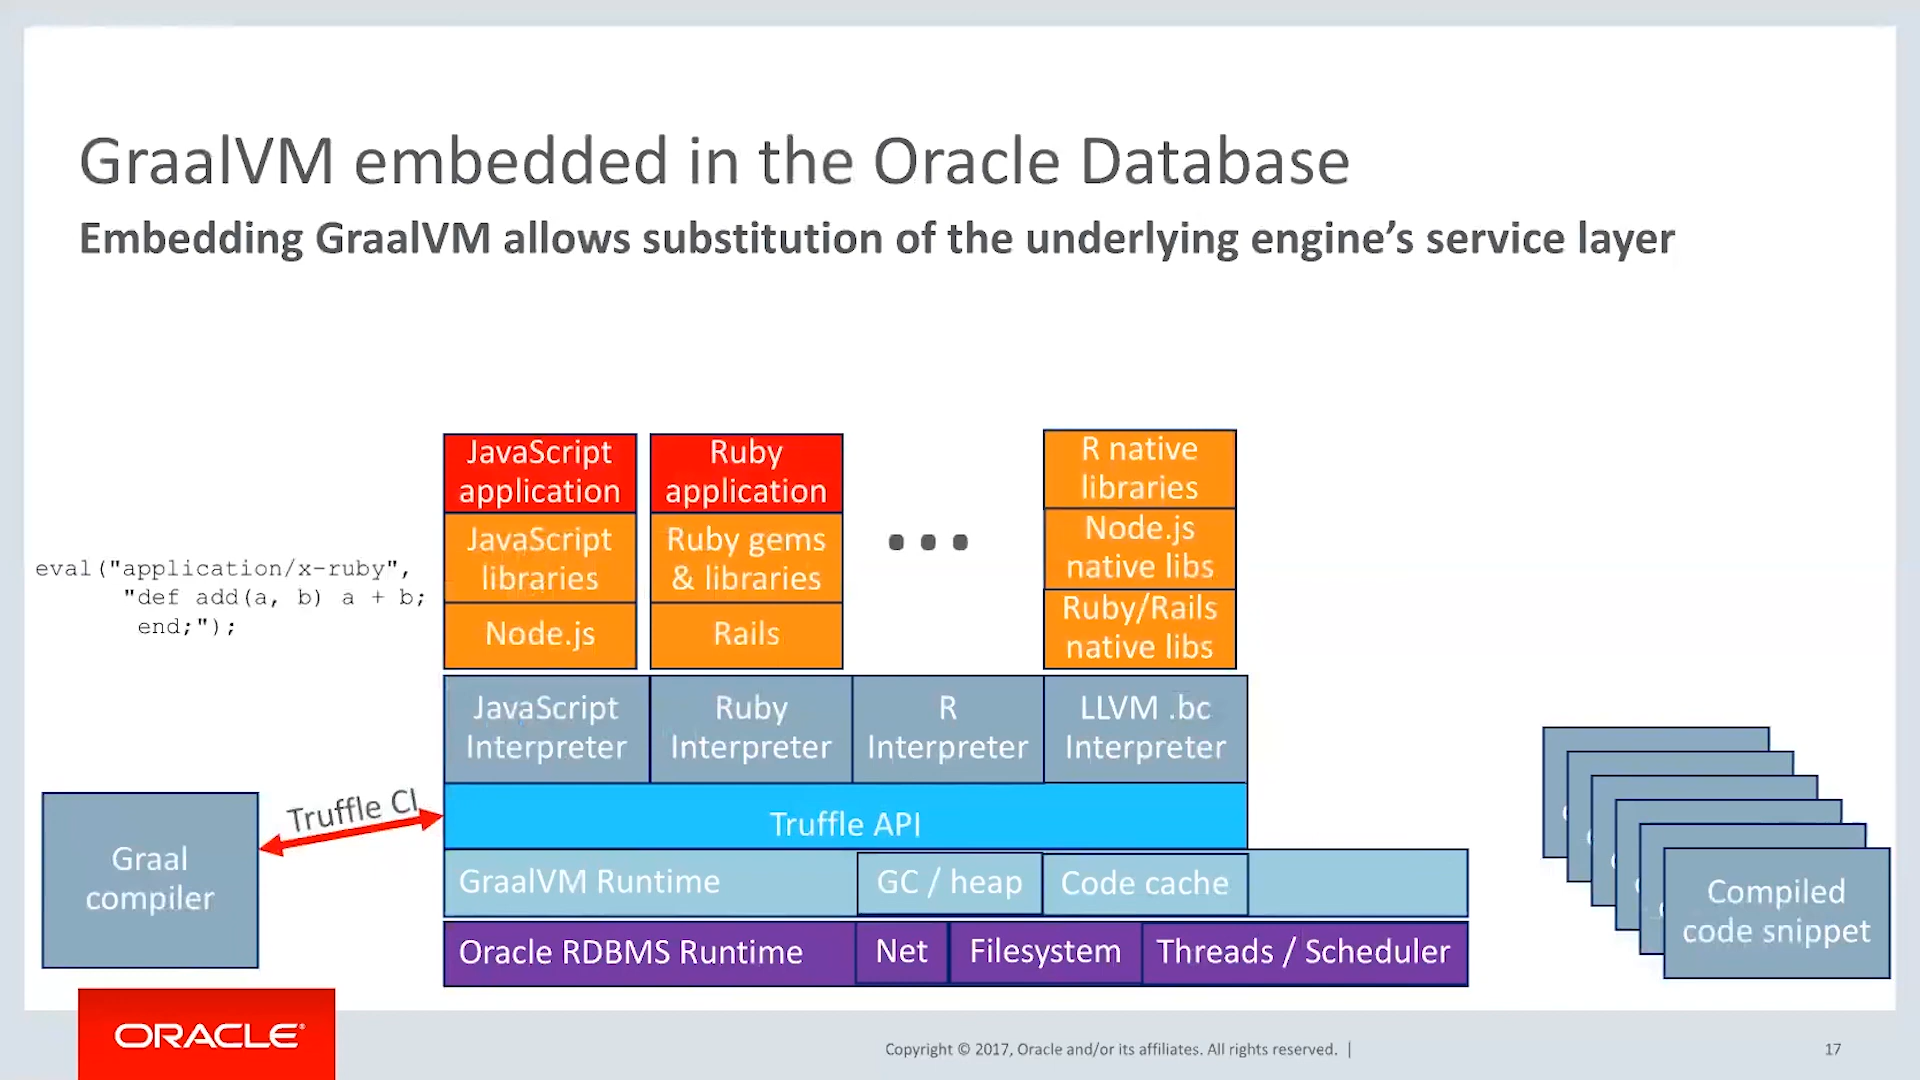 GraalVM embedded in the Oracle Database
Embedding GraalVM allows substitution of the underlying engine’s service layer
JavaScript
application
Ruby
application
R native
libraries
JavaScript
libraries
Ruby gems
& libraries
...
Node.js
native libs
eval("application/x-ruby",
"def add(a, b) a + b;
end;");
Node.js
Rails
Ruby/Rails
native libs
JavaScript
Interpreter
Ruby
Interpreter
R
Interpreter
LLVM .bc
Interpreter
Truffle CI
Truffle API
Graal
compiler
GraalVM Runtime
GC / heap
Code cache
Compiled
code snippet
Oracle RDBMS Runtime
Net
Filesystem
Threads / Scheduler
ORACLE®
Copyright © 2017, Oracle and/or its affiliates. All rights reserved. |
17